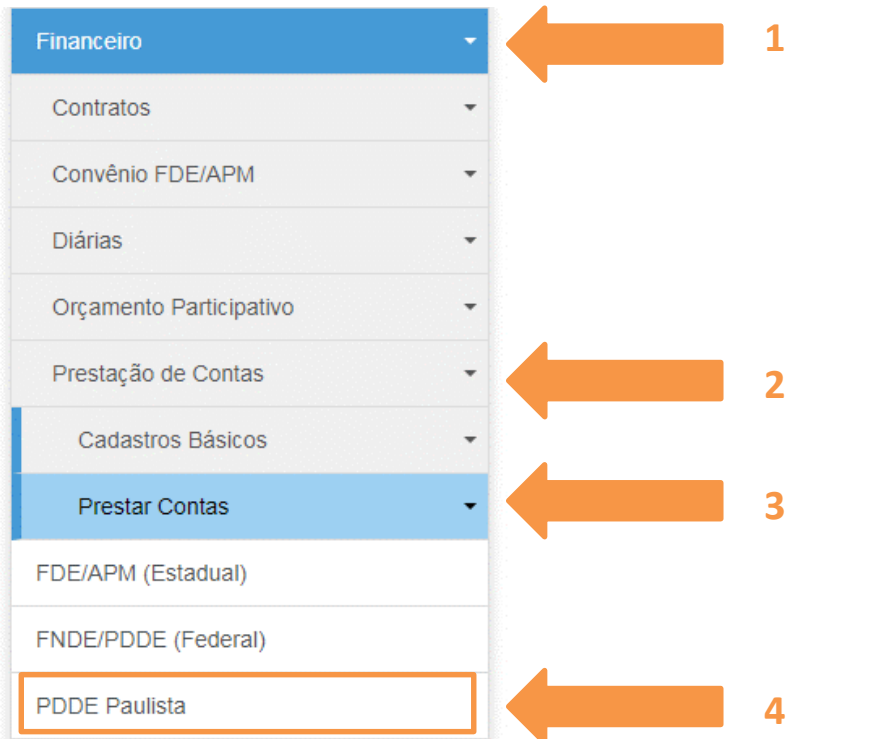 Financeiro
1
Contratos
Convênio FDE/APM
Diárias
Orçamento Participativo
Prestação de Contas
2
Cadastros Básicos
Prestar Contas
3
FDE/APM (Estadual)
FNDE/PDDE (Federal)
PDDE Paulista
4